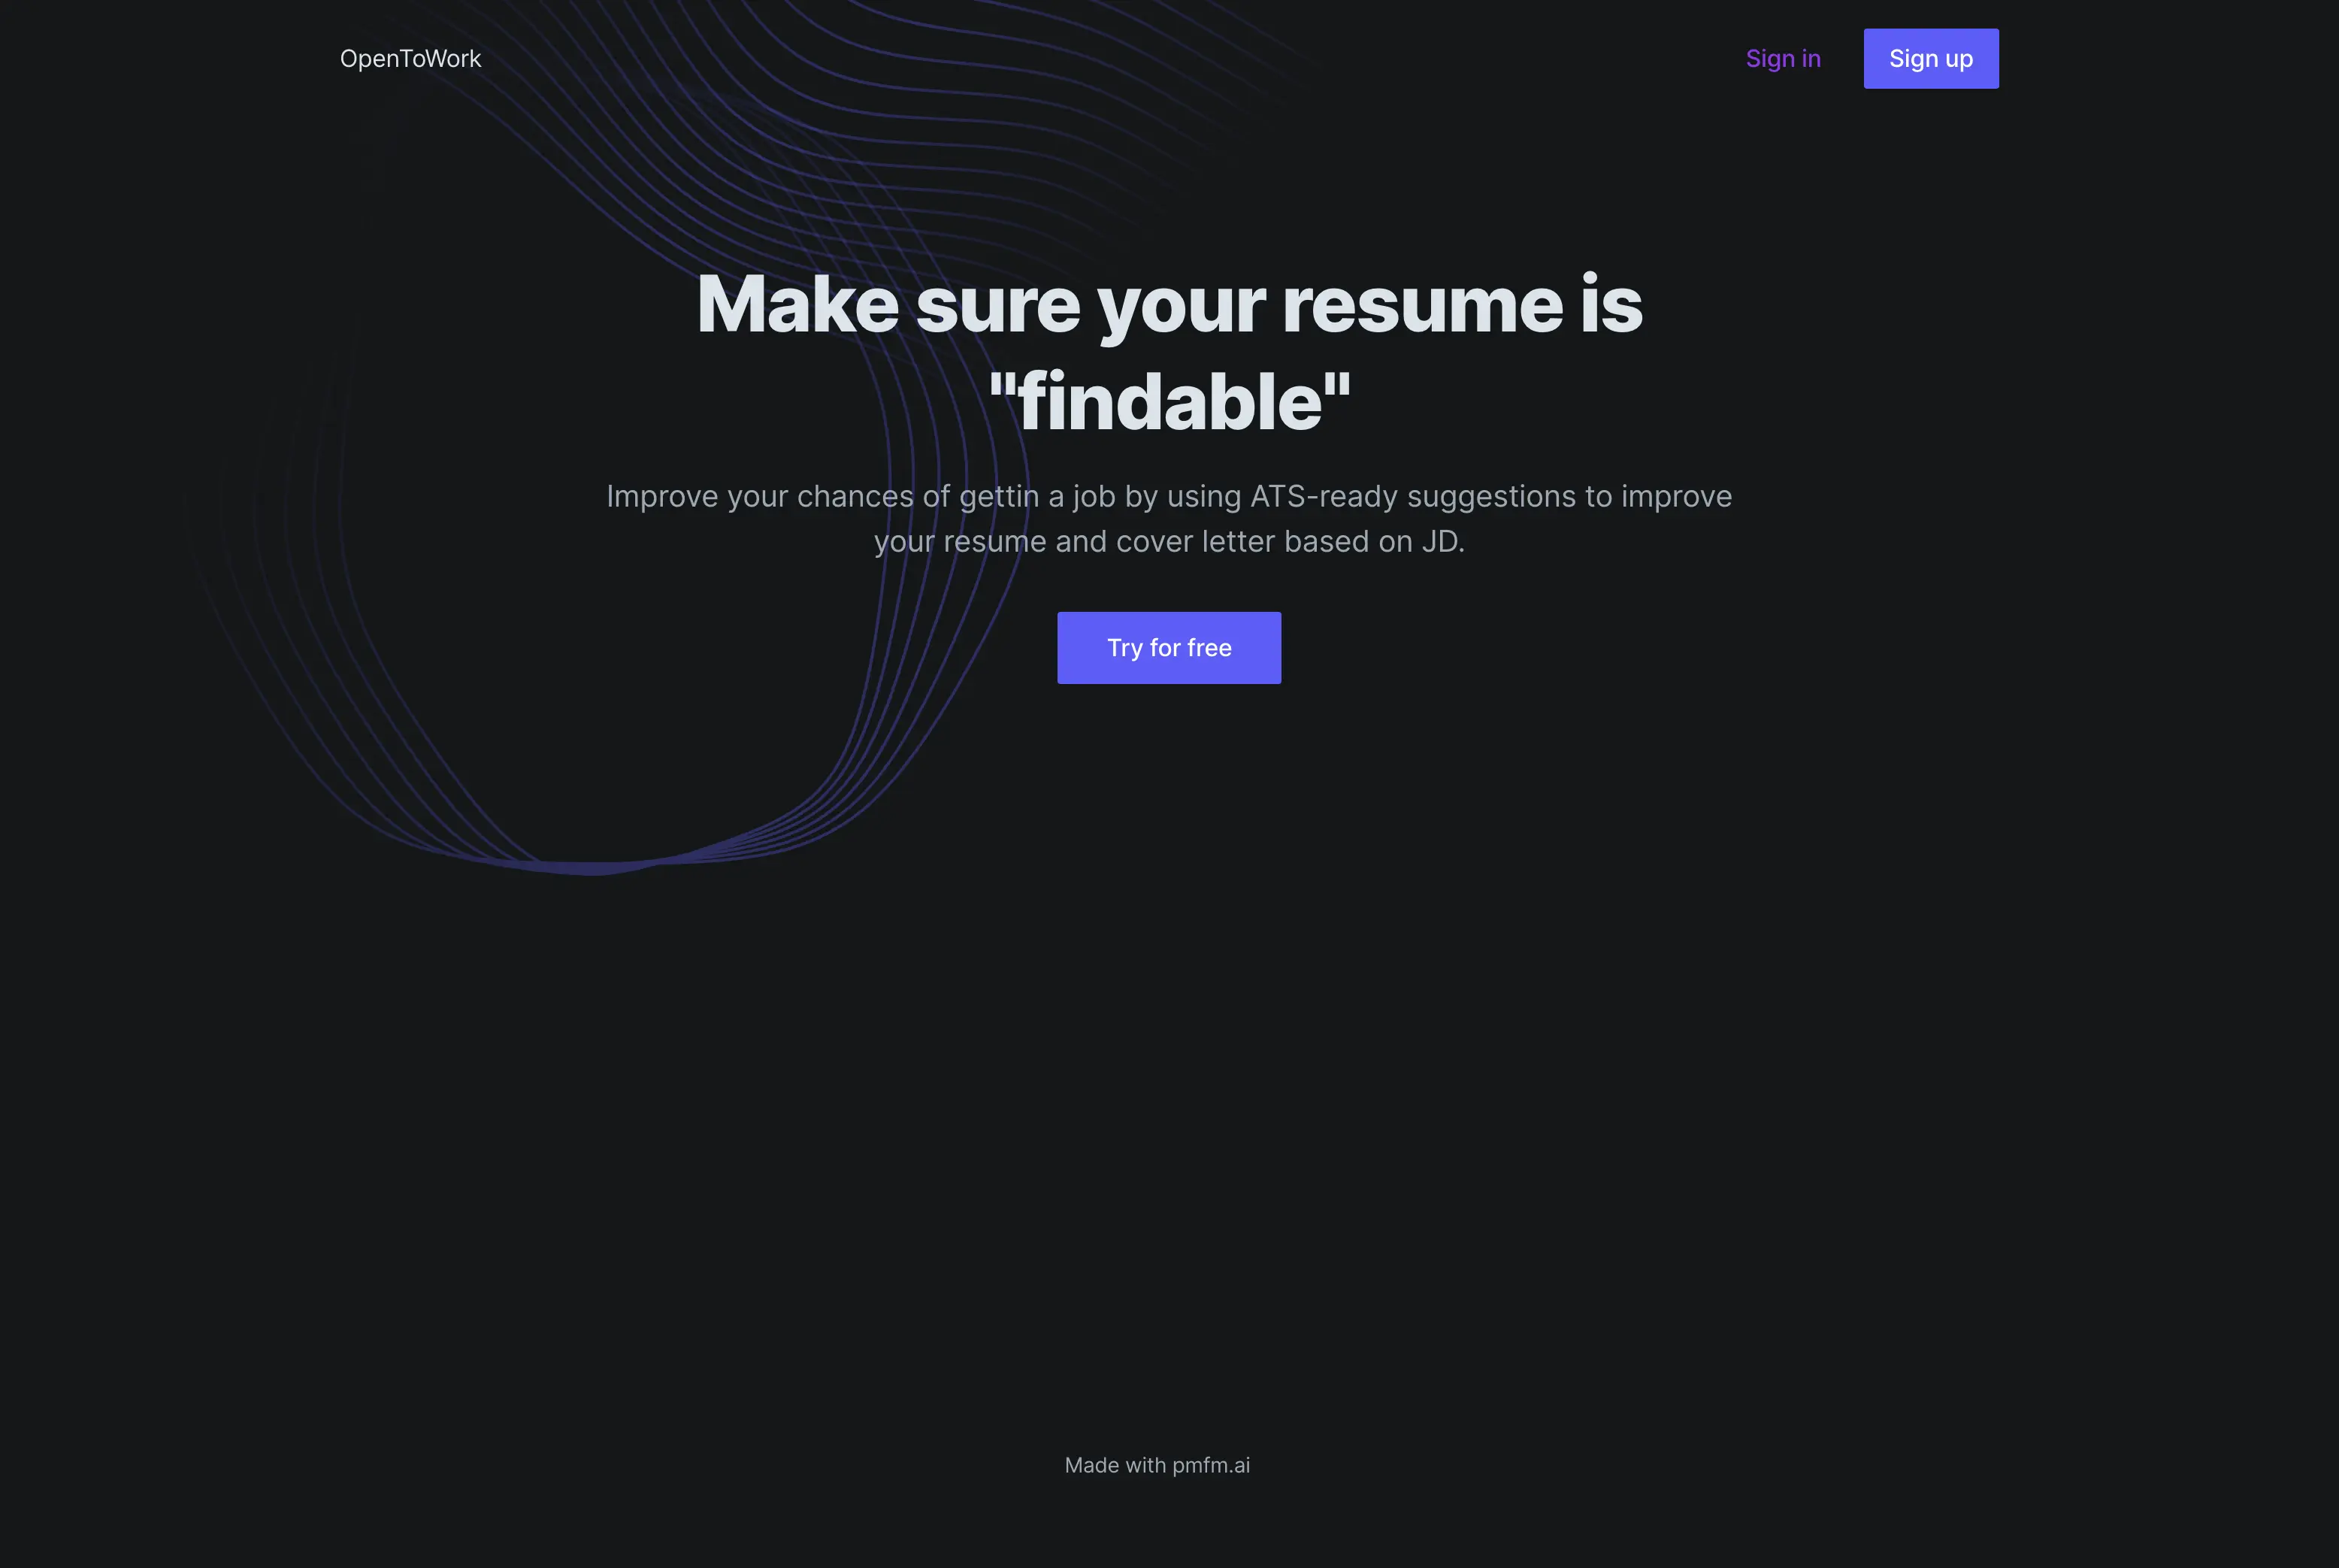 OpenToWork
Sign in
Sign up
Make sure your resume is
"findable"
Improve your chances of gettin a job by using ATS-ready suggestions to improve
your resume and cover letter based on JD.
Try for free
Made with pmfm.ai